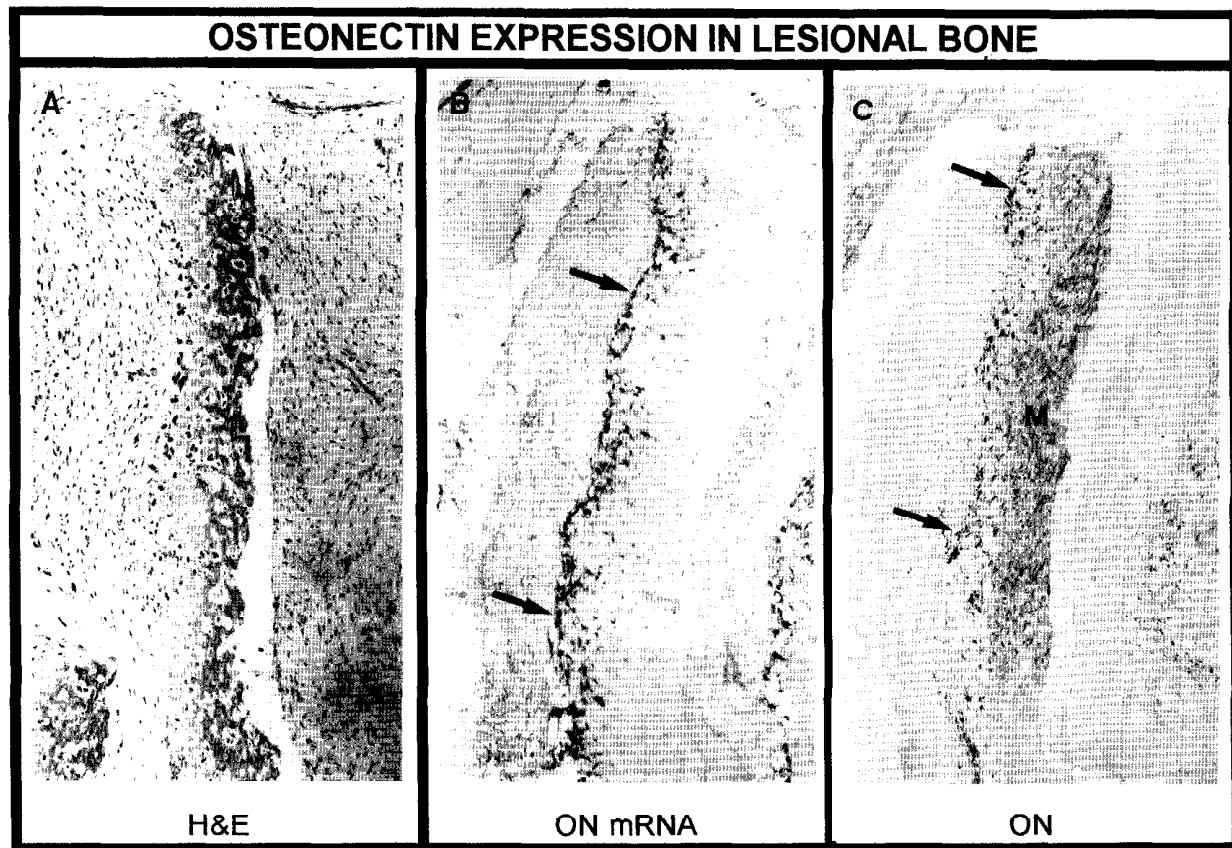 OSTEONECTIN EXPRESSION IN LESIONAL BONE
A
B
C
M
H&E
ON mRNA
ON